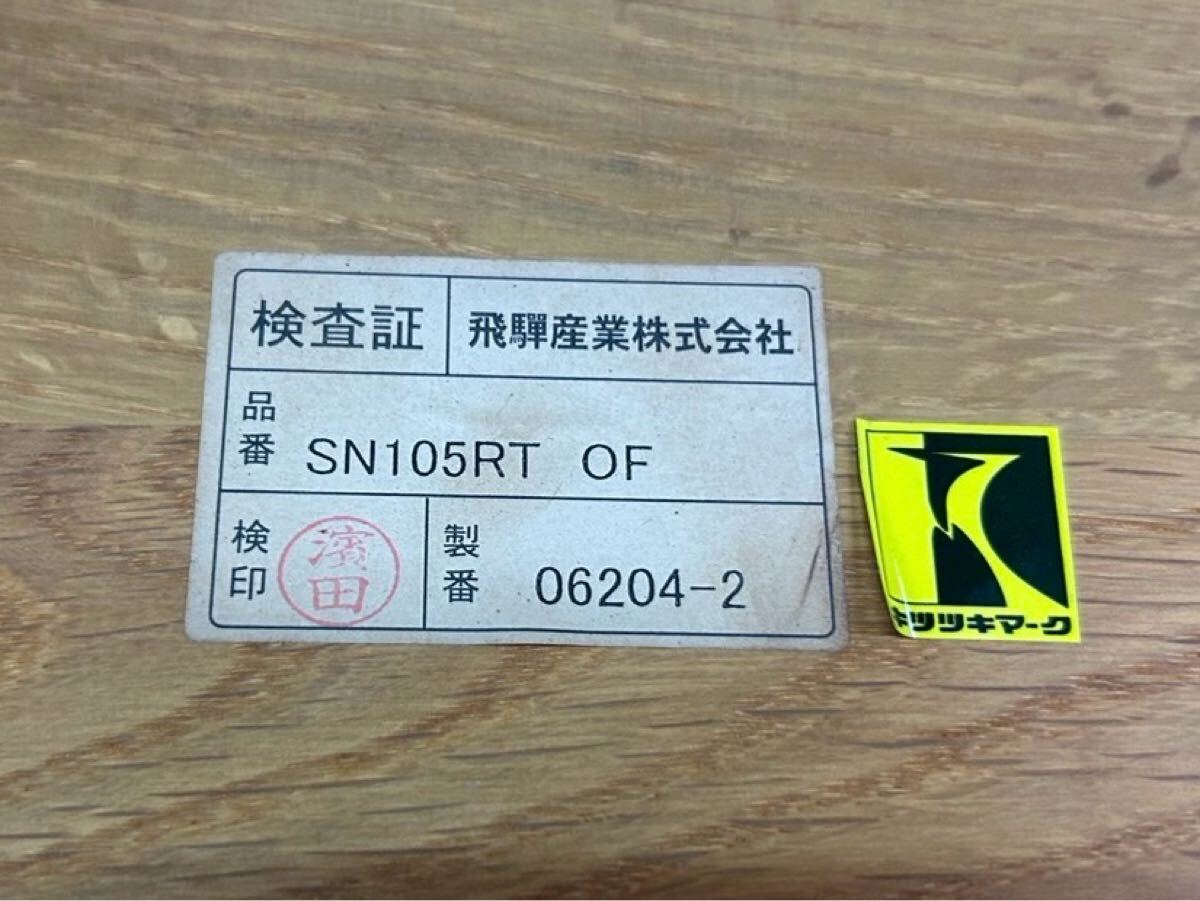 検査証
飛騨産業株式会社
品番
SN105RT OF
検印
濱田
製番
06204-2
キツツキマーク